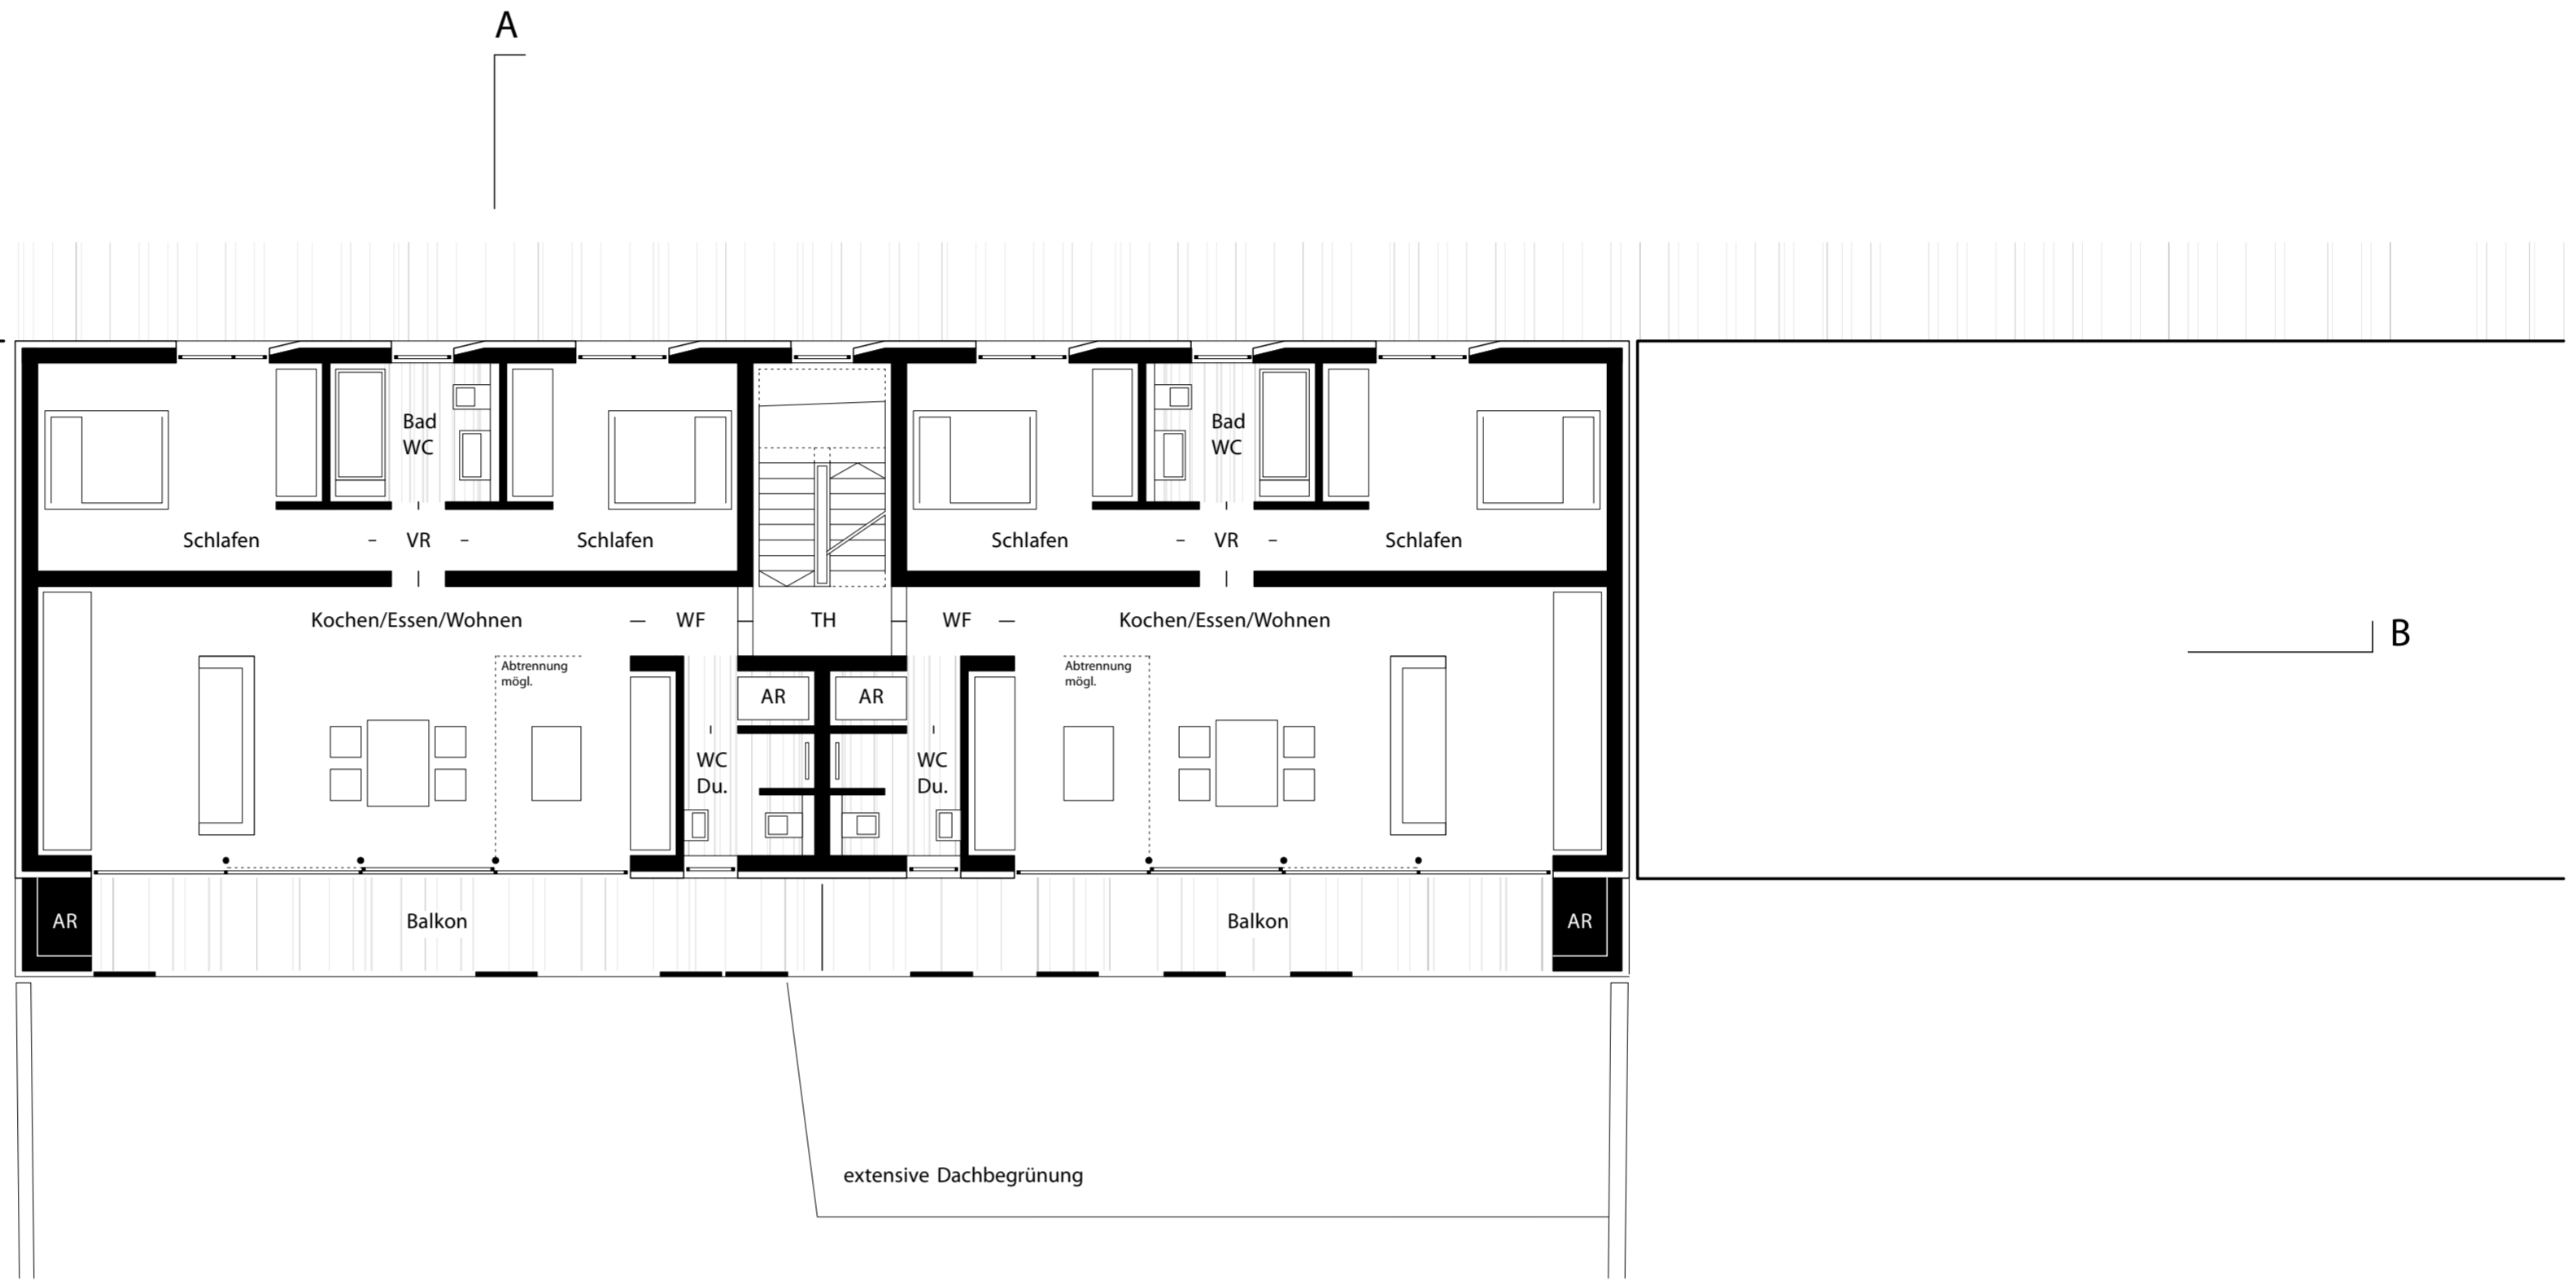 A
Bad
WC
Bad
WC
Schlafen
VR
Schlafen
Schlafen
VR
Schlafen
Kochen/Essen/Wohnen
WF
TH
WF
Kochen/Essen/Wohnen
B
Abtrennung
mögl.
AR
AR
Abtrennung
mögl.
WC
Du.
WC
Du.
AR
Balkon
Balkon
AR
extensive Dachbegrünung